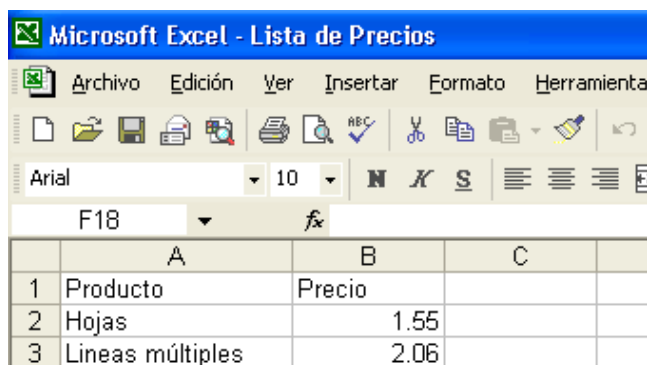 Microsoft Excel - Lista de Precios
Archivo Edición Ver Insertar Formato Herramienta
ABC
Arial 10 N K S
F18 fx
A B C
1 Producto Precio
2 Hojas 1.55
3 Lineas múltiples 2.06